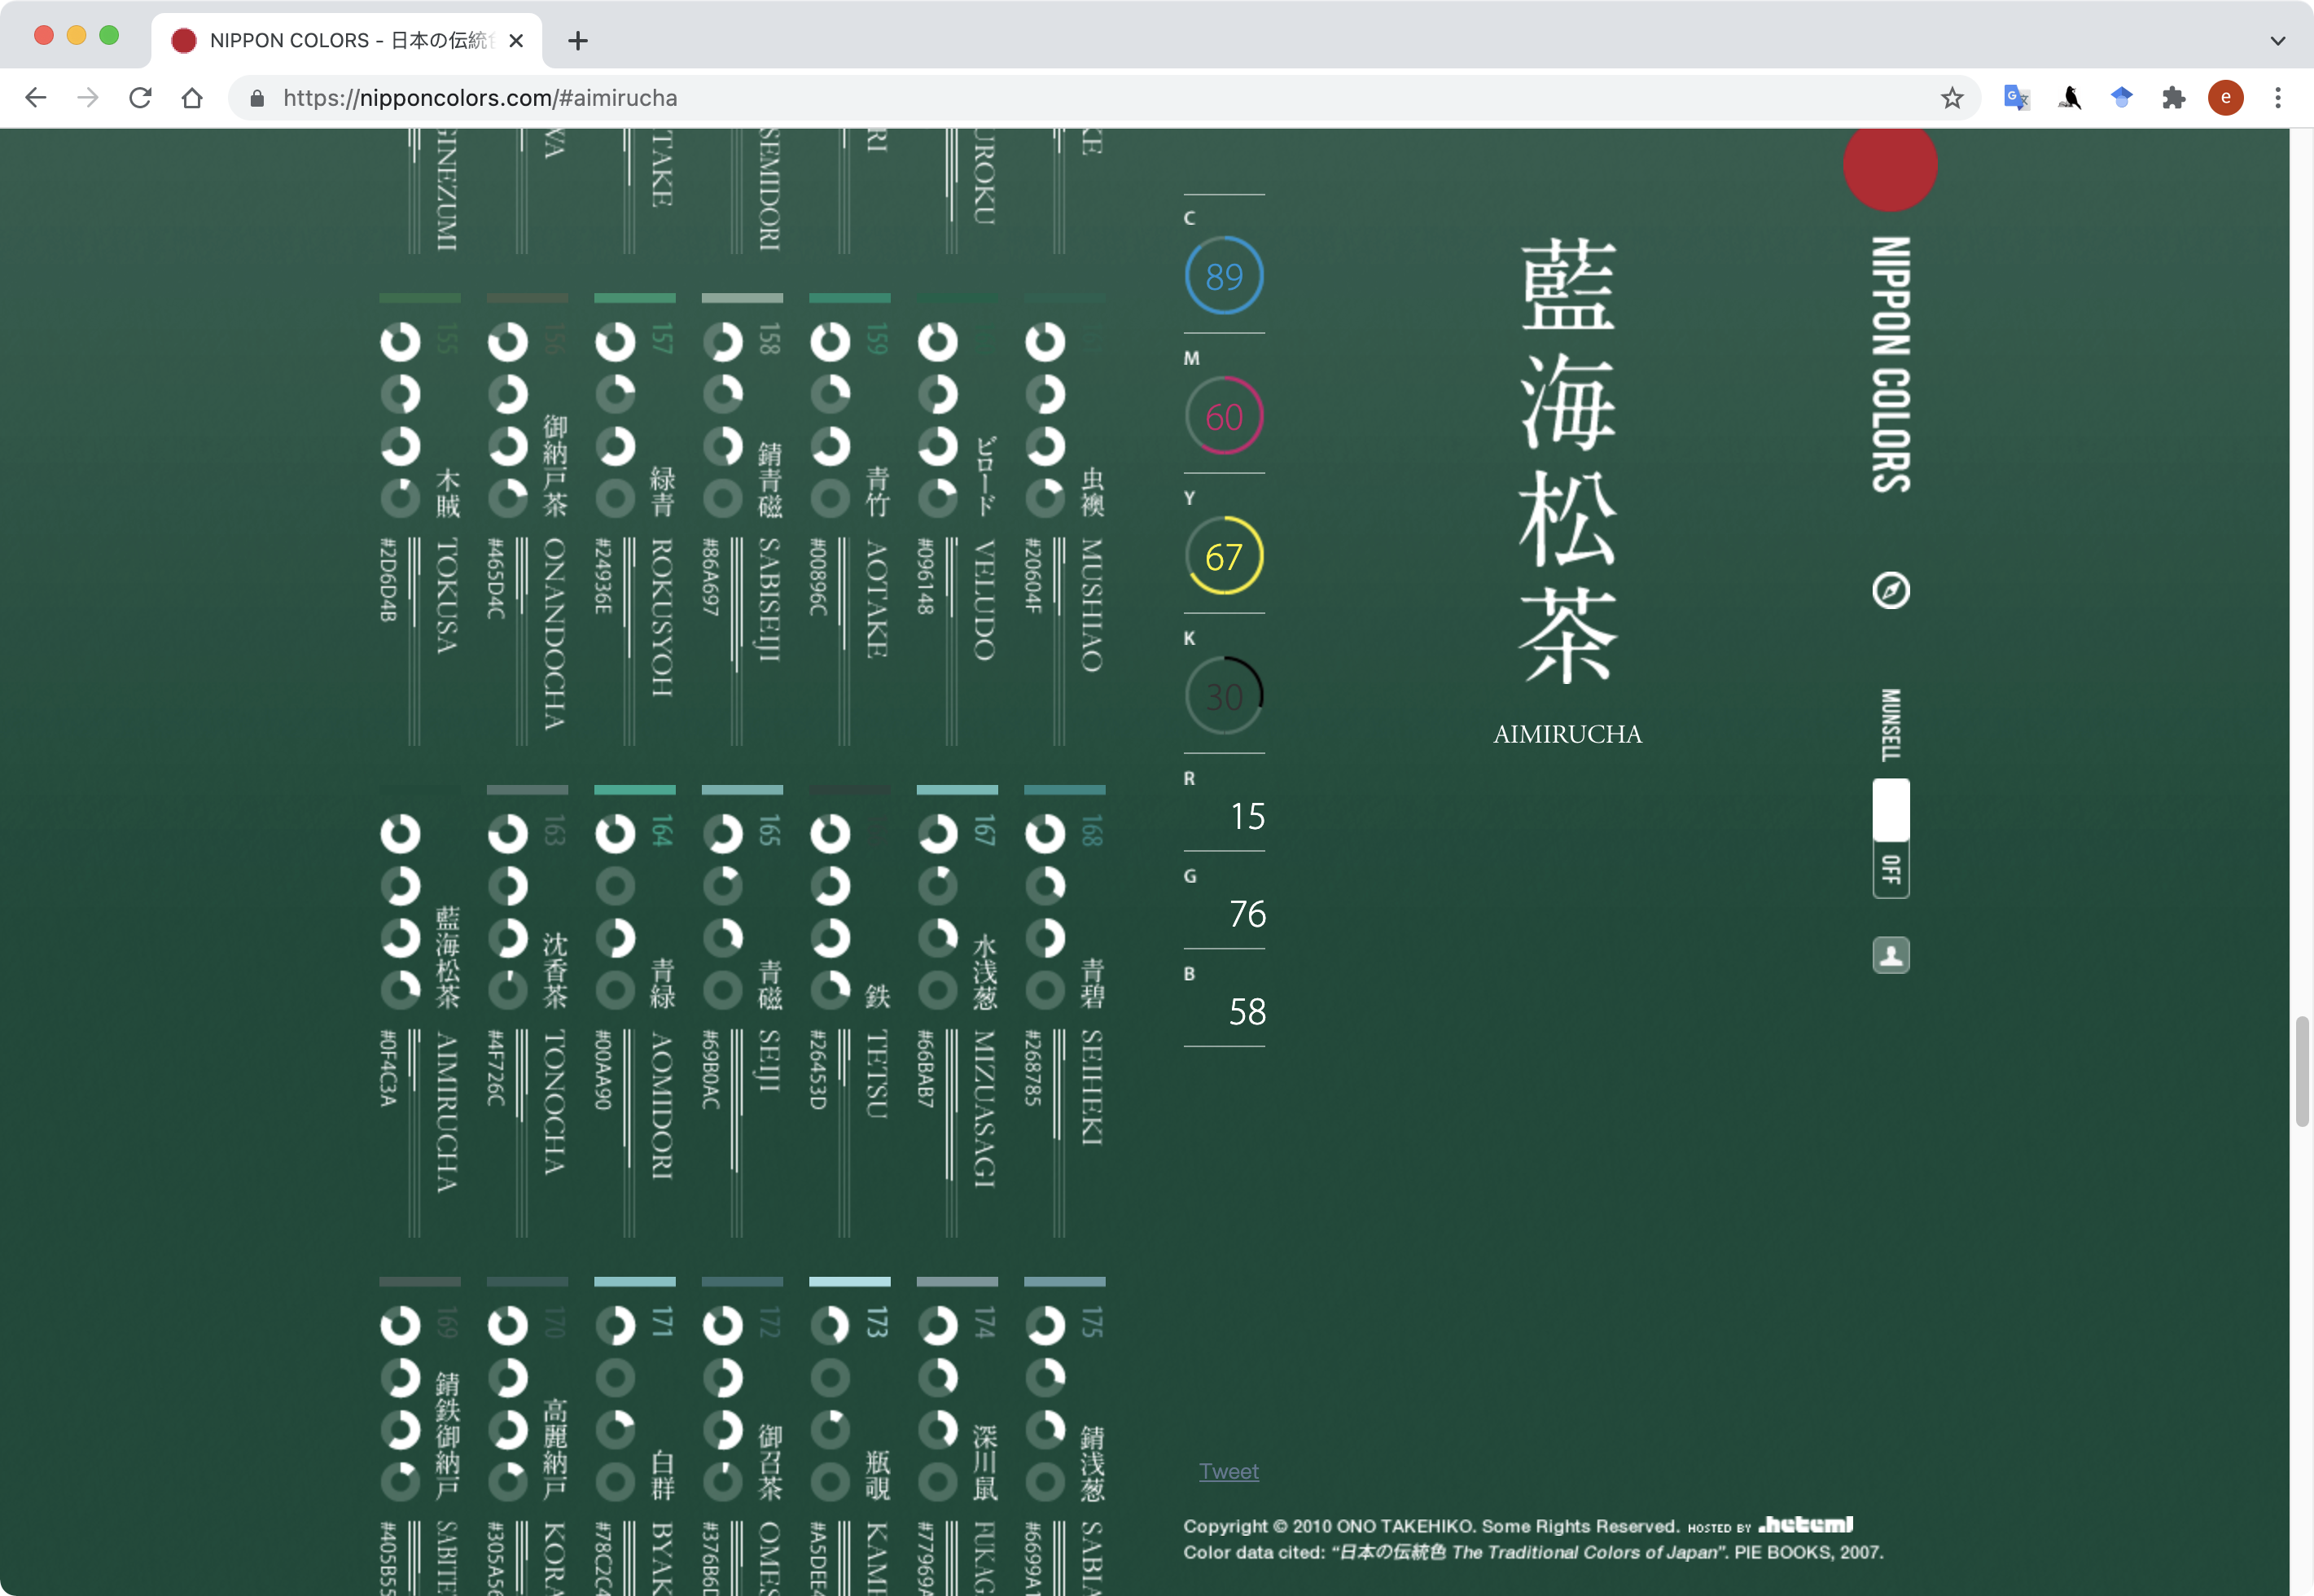 NIPPON COLORS - 日本の伝統色
https://nipponcolors.com/#aimirucha
e
GINEZUMI
WA
TAKE
SEMIDORI
RI
UROKU
KE
155
木賊
TOKUSA
#2D6D4B
156
御納戸茶
ONANDOCHA
#465D4C
157
緑青
ROKUSYOH
#24936E
158
錆青磁
SABISEIJI
#86A697
159
青竹
AOTAKE
#00896C
ビロード
VELUDO
#096148
虫襖
MUSHIAO
#20604F
藍海松茶
AIMIRUCHA
#0F4C3A
163
沈香茶
TONOCHA
#4F726C
164
青緑
AOMIDORI
#00AA90
165
青磁
SEIJI
#69B0AC
鉄
TETSU
#26453D
167
水浅葱
MIZUASAGI
#66BAB7
168
青碧
SEIHEKI
#268785
169
錆鉄御納戸
SABITE
#405B55
170
高麗納戸
KORA
#305A56
171
白群
BYAK
#78C2C4
172
御召茶
OMES
#376B6D
173
瓶覗
KAME
#A5DEE4
174
深川鼠
FUKAG
#77969A
175
錆浅葱
SABIA
#6699A1
C
89
M
60
Y
67
K
30
R
15
G
76
B
58
藍海松茶
AIMIRUCHA
NIPPON COLORS
MUNSELL
OFF
Tweet
Copyright © 2010 ONO TAKEHIKO. Some Rights Reserved. HOSTED BY .heteml
Color data cited: “日本の伝統色 The Traditional Colors of Japan”. PIE BOOKS, 2007.